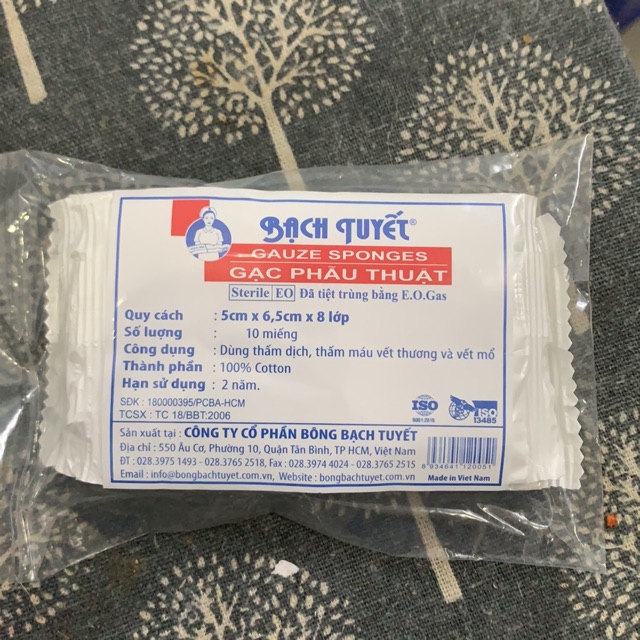 BẠCH TUYẾT®
GAUZE SPONGES
GẠC PHẪU THUẬT
Sterile EO Đã tiệt trùng bằng E.O.Gas
Quy cách : 5cm x 6,5cm x 8 lớp
Số lượng : 10 miếng
Công dụng : Dùng thấm dịch, thấm máu vết thương và vết mổ
Thành phần : 100% Cotton
Hạn sử dụng : 2 năm.
SĐK : 180000395/PCBA-HCM
TCSX : TC 18/BBT:2006
ISO
9001:2015
ISO
13485
Sản xuất tại : CÔNG TY CỔ PHẦN BÔNG BẠCH TUYẾT
Địa chỉ : 550 Âu Cơ, Phường 10, Quận Tân Bình, TP HCM, Việt Nam
ĐT : 028.3975 1493 - 028.3765 2518, Fax : 028.3974 4024 - 028.3765 2515
Email : info@bongbachtuyet.com.vn, Website : bongbachtuyet.com.vn
8 934641 120051
Made in Viet Nam